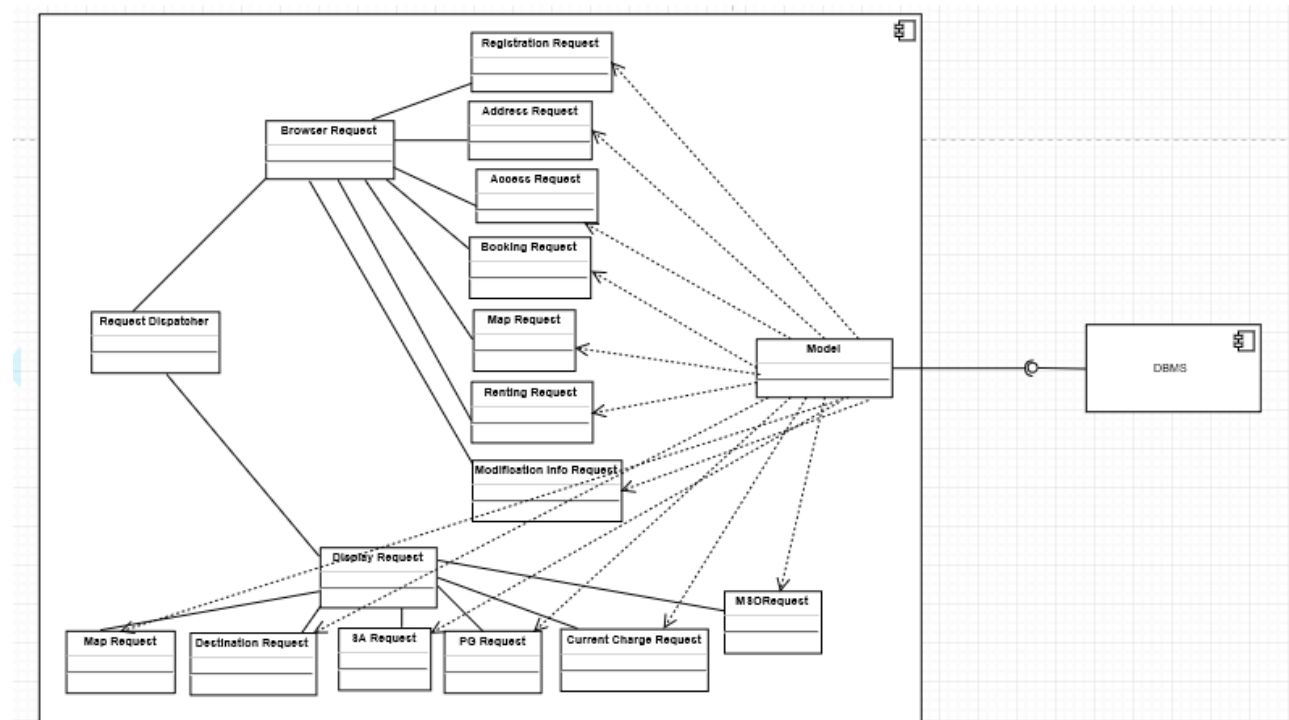 Registration Request
Address Request
Browser Request
Access Request
Booking Request
Request Dispatcher
Map Request
Model
DBMS
Renting Request
Modification Info Request
Display Request
MSORequest
Map Request
Destination Request
SA Request
PG Request
Current Charge Request